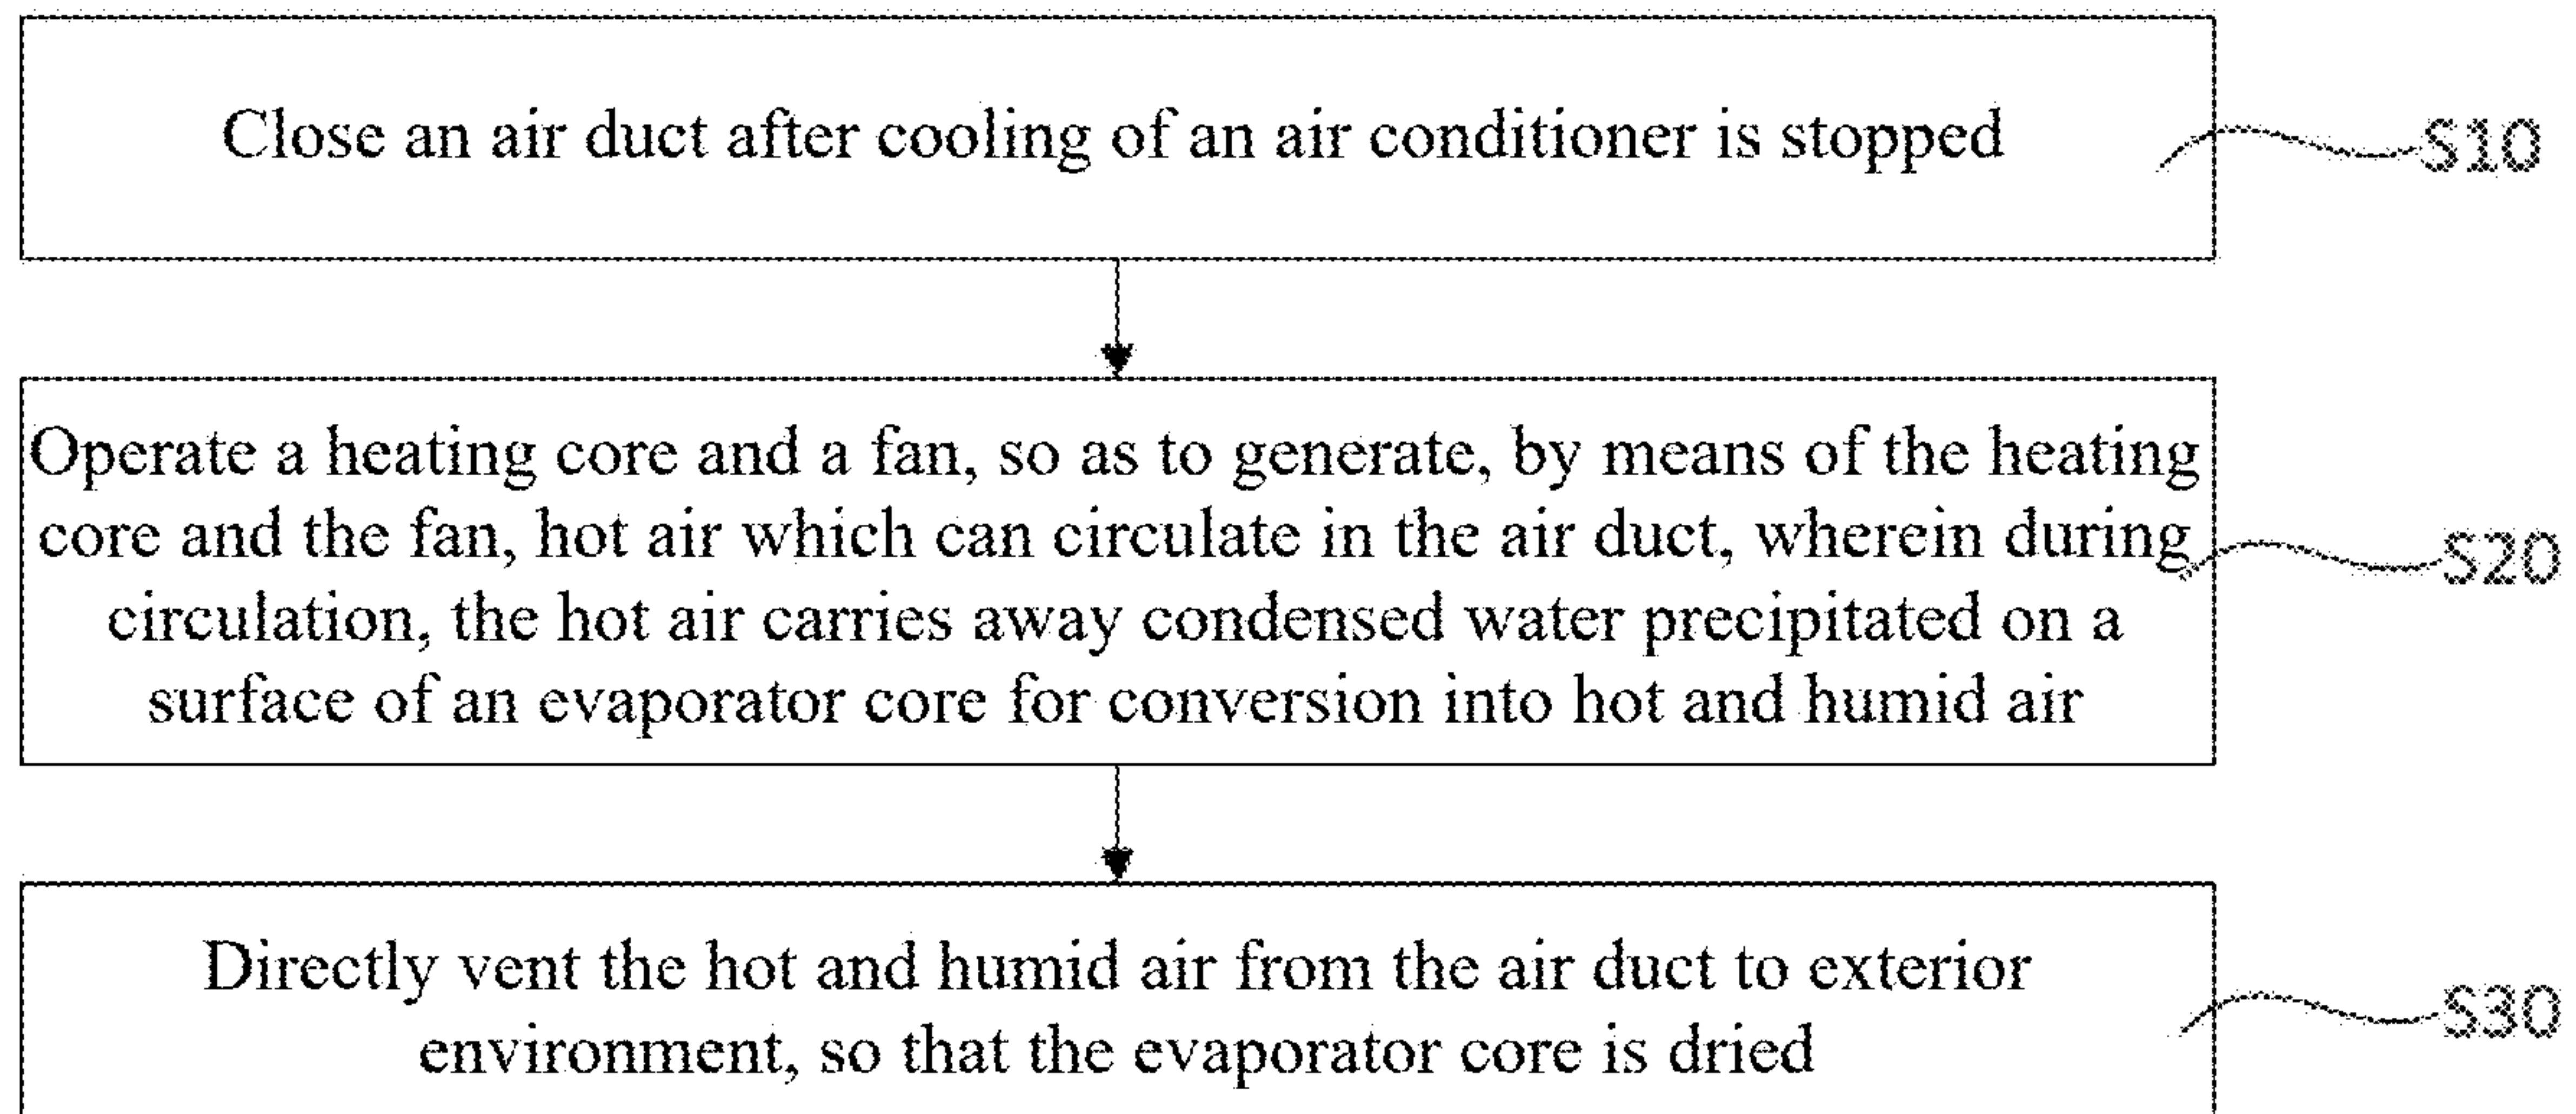 Close an air duct after cooling of an air conditioner is stopped
S10
Operate a heating core and a fan, so as to generate, by means of the heating
core and the fan, hot air which can circulate in the air duct, wherein during
circulation, the hot air carries away condensed water precipitated on a
surface of an evaporator core for conversion into hot and humid air
S20
Directly vent the hot and humid air from the air duct to exterior
environment, so that the evaporator core is dried
S30